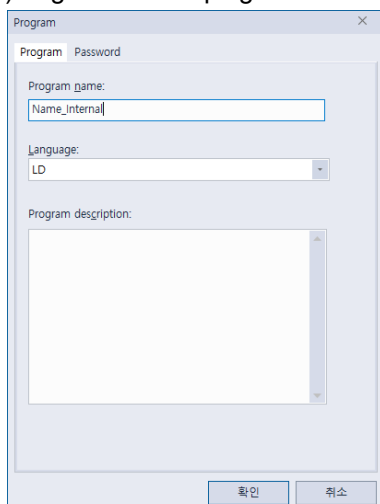 Program
Program Password
Program name:
Name_Internal
Language:
LD
Program description:
확인 취소